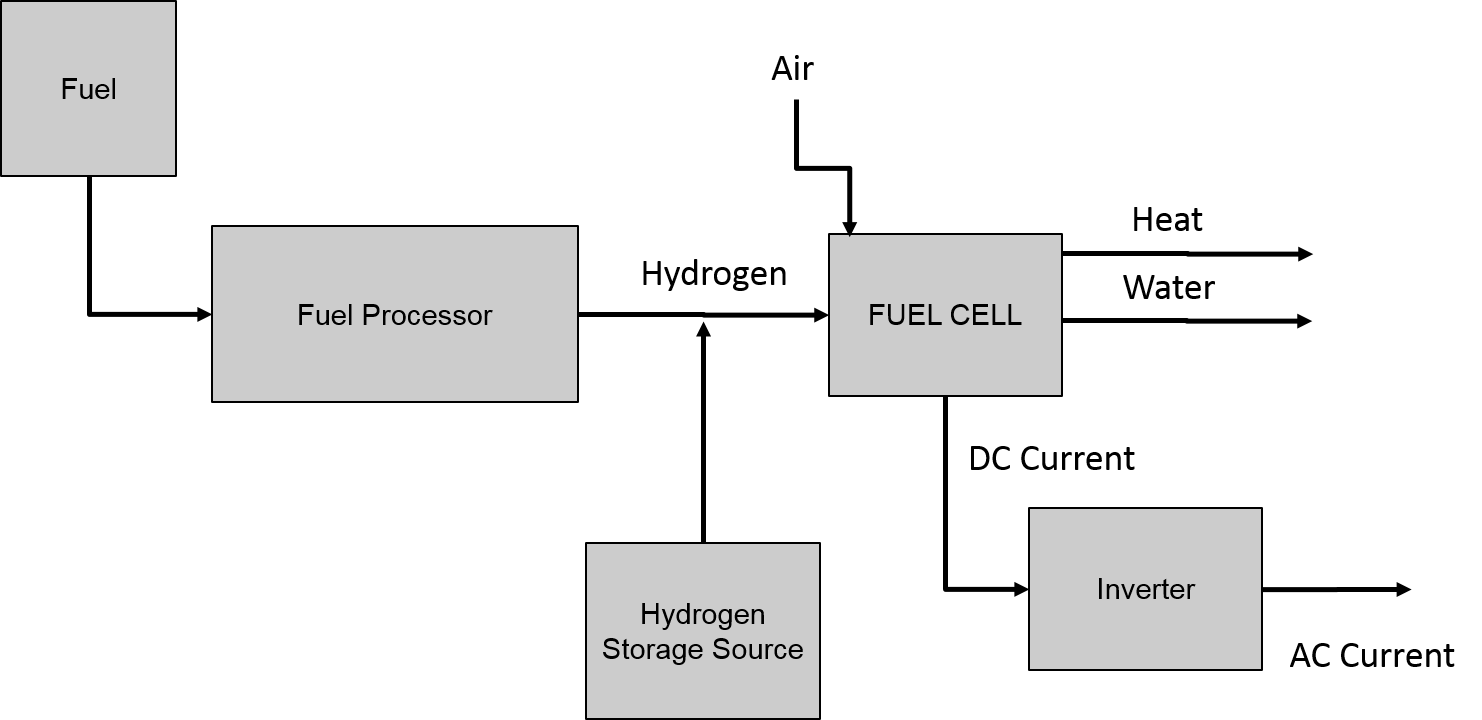 Fuel
Air
Heat
Hydrogen
Water
Fuel Processor
FUEL CELL
DC Current
Inverter
Hydrogen
Storage Source
AC Current